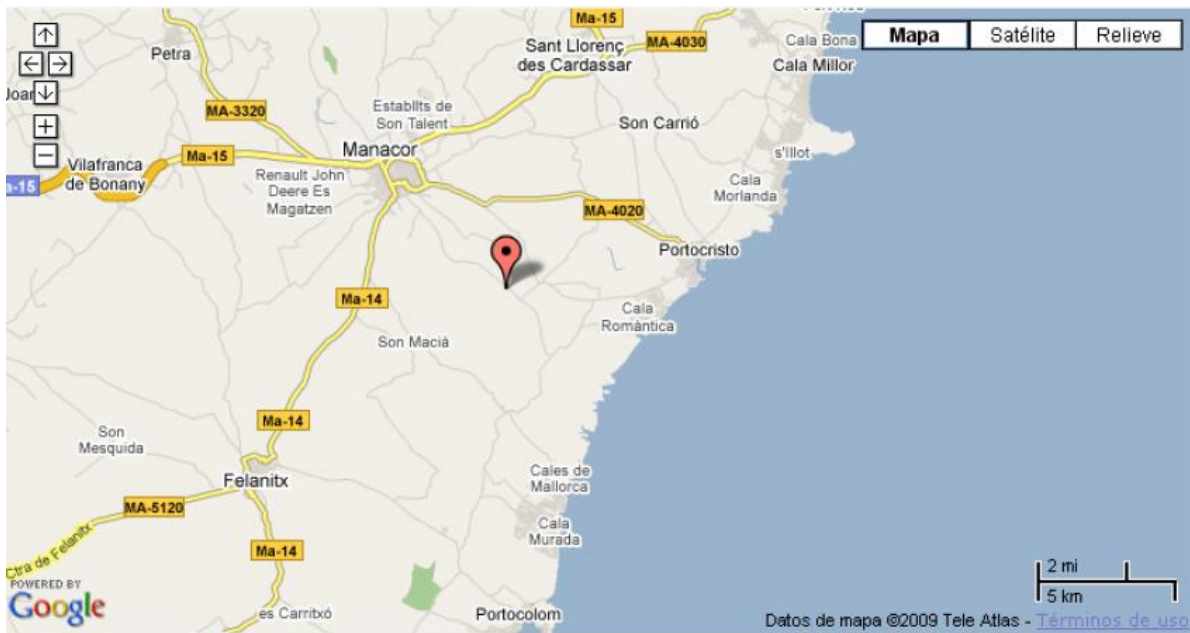 Ma-15
Cala Bona
Mapa
Satélite
Relieve
Petra
Sant Llorenç
des Cardassar
MA-4030
Cala Millor
Joan
MA-3320
Establlts de
Son Talent
Son Carrió
Manacor
s'Illot
Vilafranca
de Bonany
Ma-15
a-15
Renault John
Deere Es
Magatzen
Cala
Morlanda
MA-4020
Portocristo
Ma-14
Cala
Romàntica
Son Macià
Ma-14
Son
Mesquida
Felanitx
Cales de
Mallorca
MA-5120
Cala
Murada
Ctra de Felanitx
Ma-14
2 mi
5 km
POWERED BY
Google
es Carritxó
Portocolom
Datos de mapa ©2009 Tele Atlas - Términos de uso